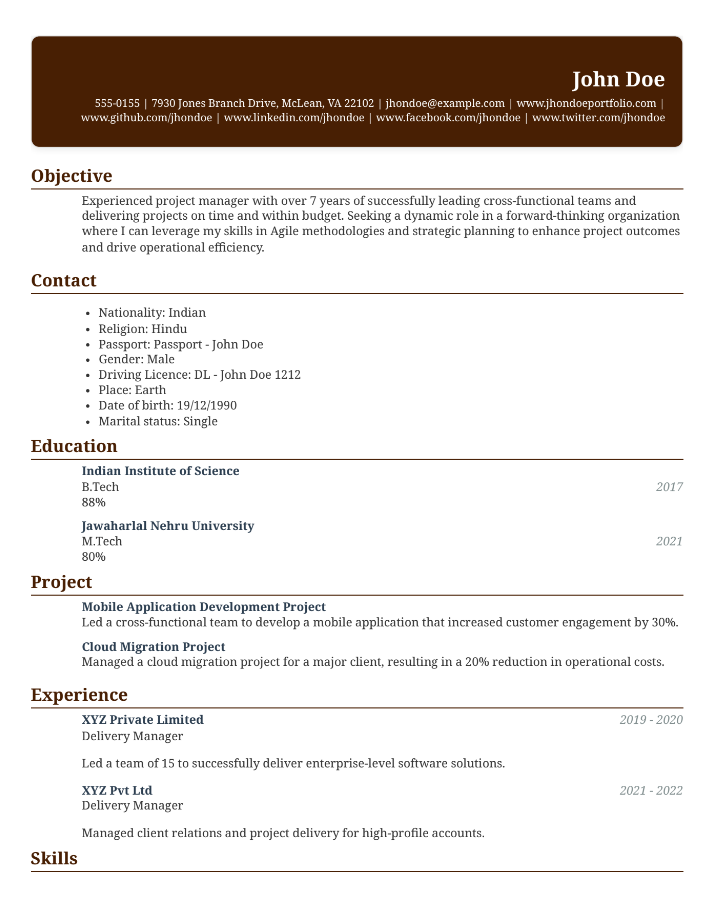 John Doe
555-0155 | 7930 Jones Branch Drive, McLean, VA 22102 | jhondoe@example.com | www.jhondoeportfolio.com |
www.github.com/jhondoe | www.linkedin.com/jhondoe | www.facebook.com/jhondoe | www.twitter.com/jhondoe
Objective
Experienced project manager with over 7 years of successfully leading cross-functional teams and
delivering projects on time and within budget. Seeking a dynamic role in a forward-thinking organization
where I can leverage my skills in Agile methodologies and strategic planning to enhance project outcomes
and drive operational efficiency.
Contact
• Nationality: Indian
• Religion: Hindu
• Passport: Passport - John Doe
• Gender: Male
• Driving Licence: DL - John Doe 1212
• Place: Earth
• Date of birth: 19/12/1990
• Marital status: Single
Education
Indian Institute of Science
B.Tech 2017
88%
Jawaharlal Nehru University
M.Tech 2021
80%
Project
Mobile Application Development Project
Led a cross-functional team to develop a mobile application that increased customer engagement by 30%.
Cloud Migration Project
Managed a cloud migration project for a major client, resulting in a 20% reduction in operational costs.
Experience
XYZ Private Limited 2019 - 2020
Delivery Manager
Led a team of 15 to successfully deliver enterprise-level software solutions.
XYZ Pvt Ltd 2021 - 2022
Delivery Manager
Managed client relations and project delivery for high-profile accounts.
Skills